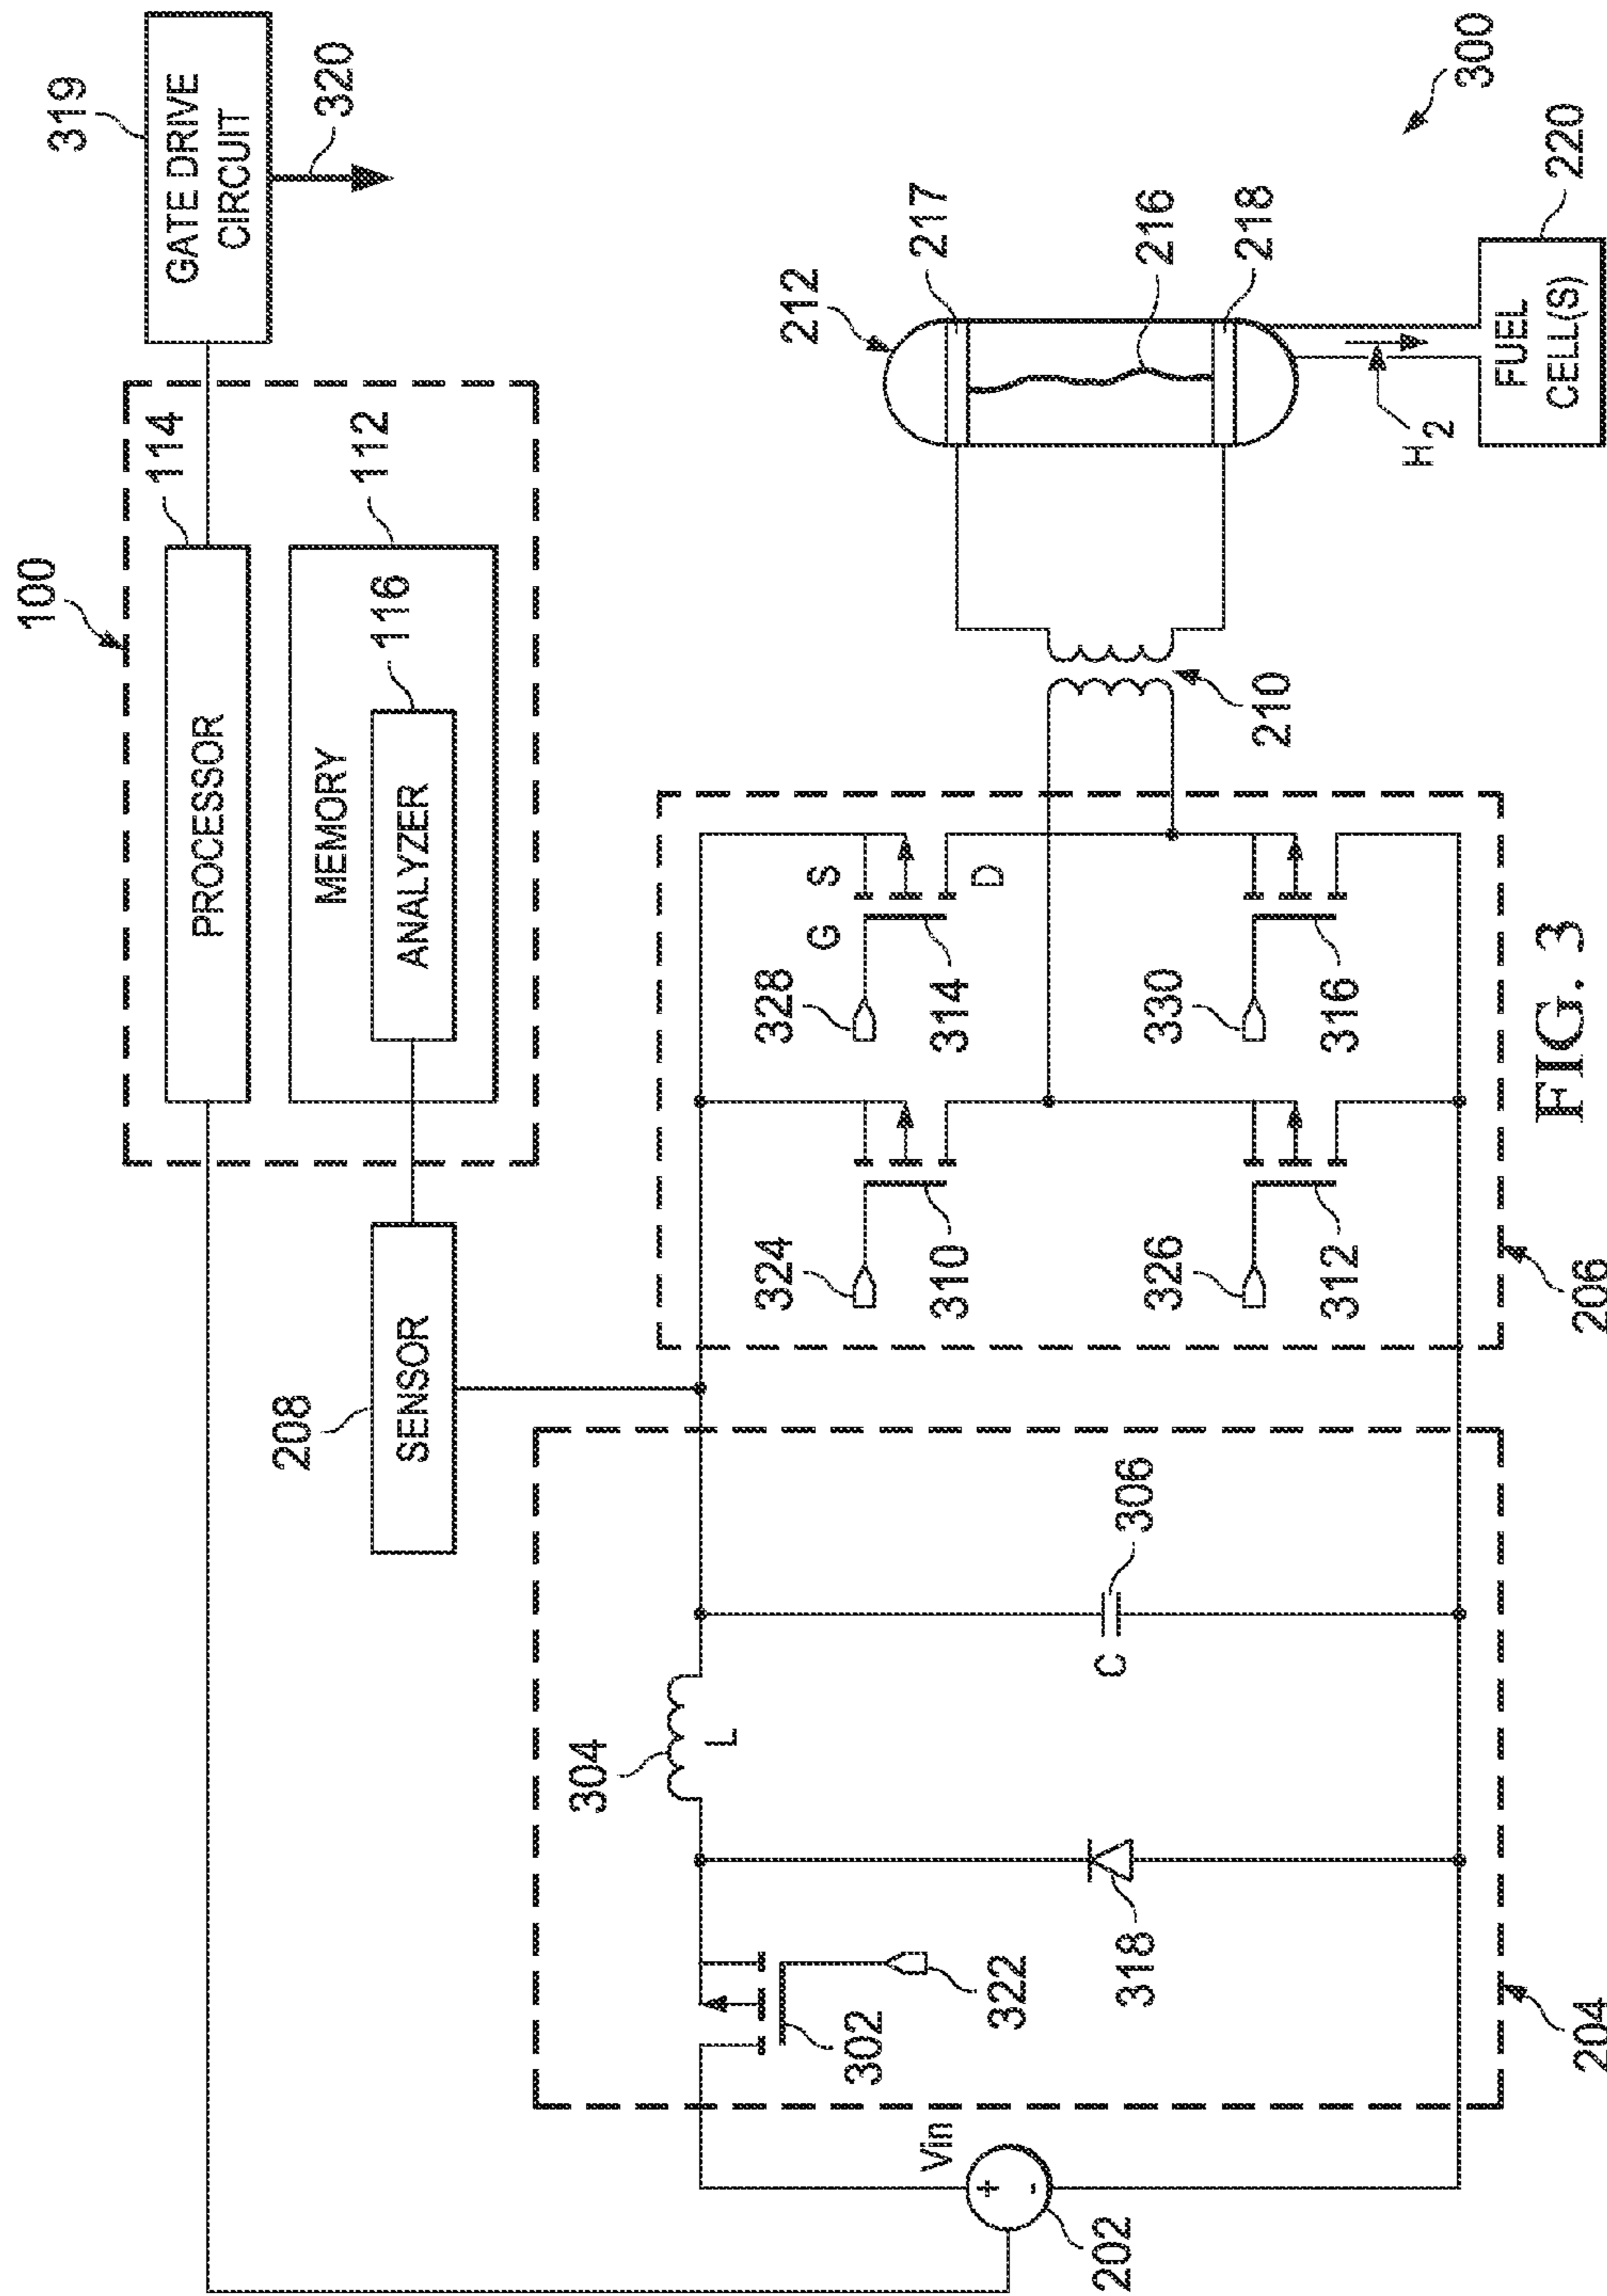 100
114
PROCESSOR
112
MEMORY
116
ANALYZER
319
GATE DRIVE
CIRCUIT
320
208
SENSOR
304
L
302
322
318
C
306
Vin
+
-
202
204
324
310
326
312
328
G
S
D
314
330
316
206
210
212
217
216
218
H2
FUEL
CELL(S)
220
300
FIG. 3